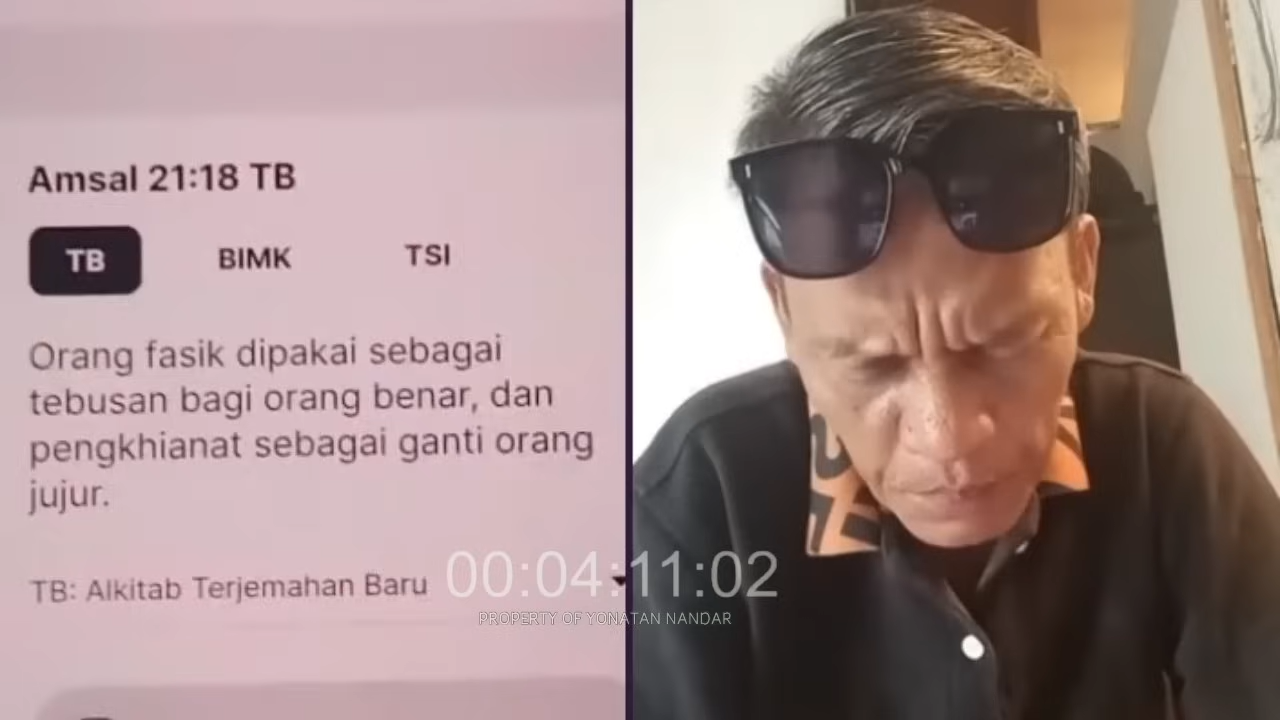 Amsal 21:18 TB
TB BIMK TSI
Orang fasik dipakai sebagai
tebusan bagi orang benar, dan
pengkhianat sebagai ganti orang
jujur.
TB: Alkitab Terjemahan Baru
00:04:11:02
PROPERTY OF YONATAN NANDAR